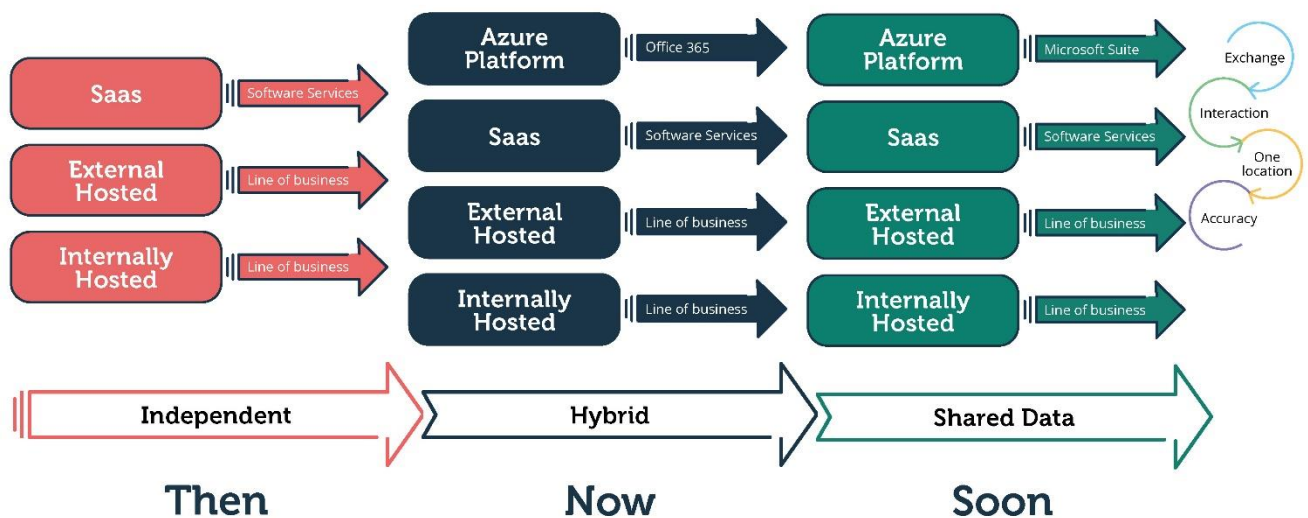 Saas
Software Services
External
Hosted
Line of business
Internally
Hosted
Line of business
Azure
Platform
Office 365
Saas
Software Services
External
Hosted
Line of business
Internally
Hosted
Line of business
Azure
Platform
Microsoft Suite
Saas
Software Services
External
Hosted
Line of business
Internally
Hosted
Line of business
Exchange
Interaction
One
location
Accuracy
Independent
Hybrid
Shared Data
Then
Now
Soon